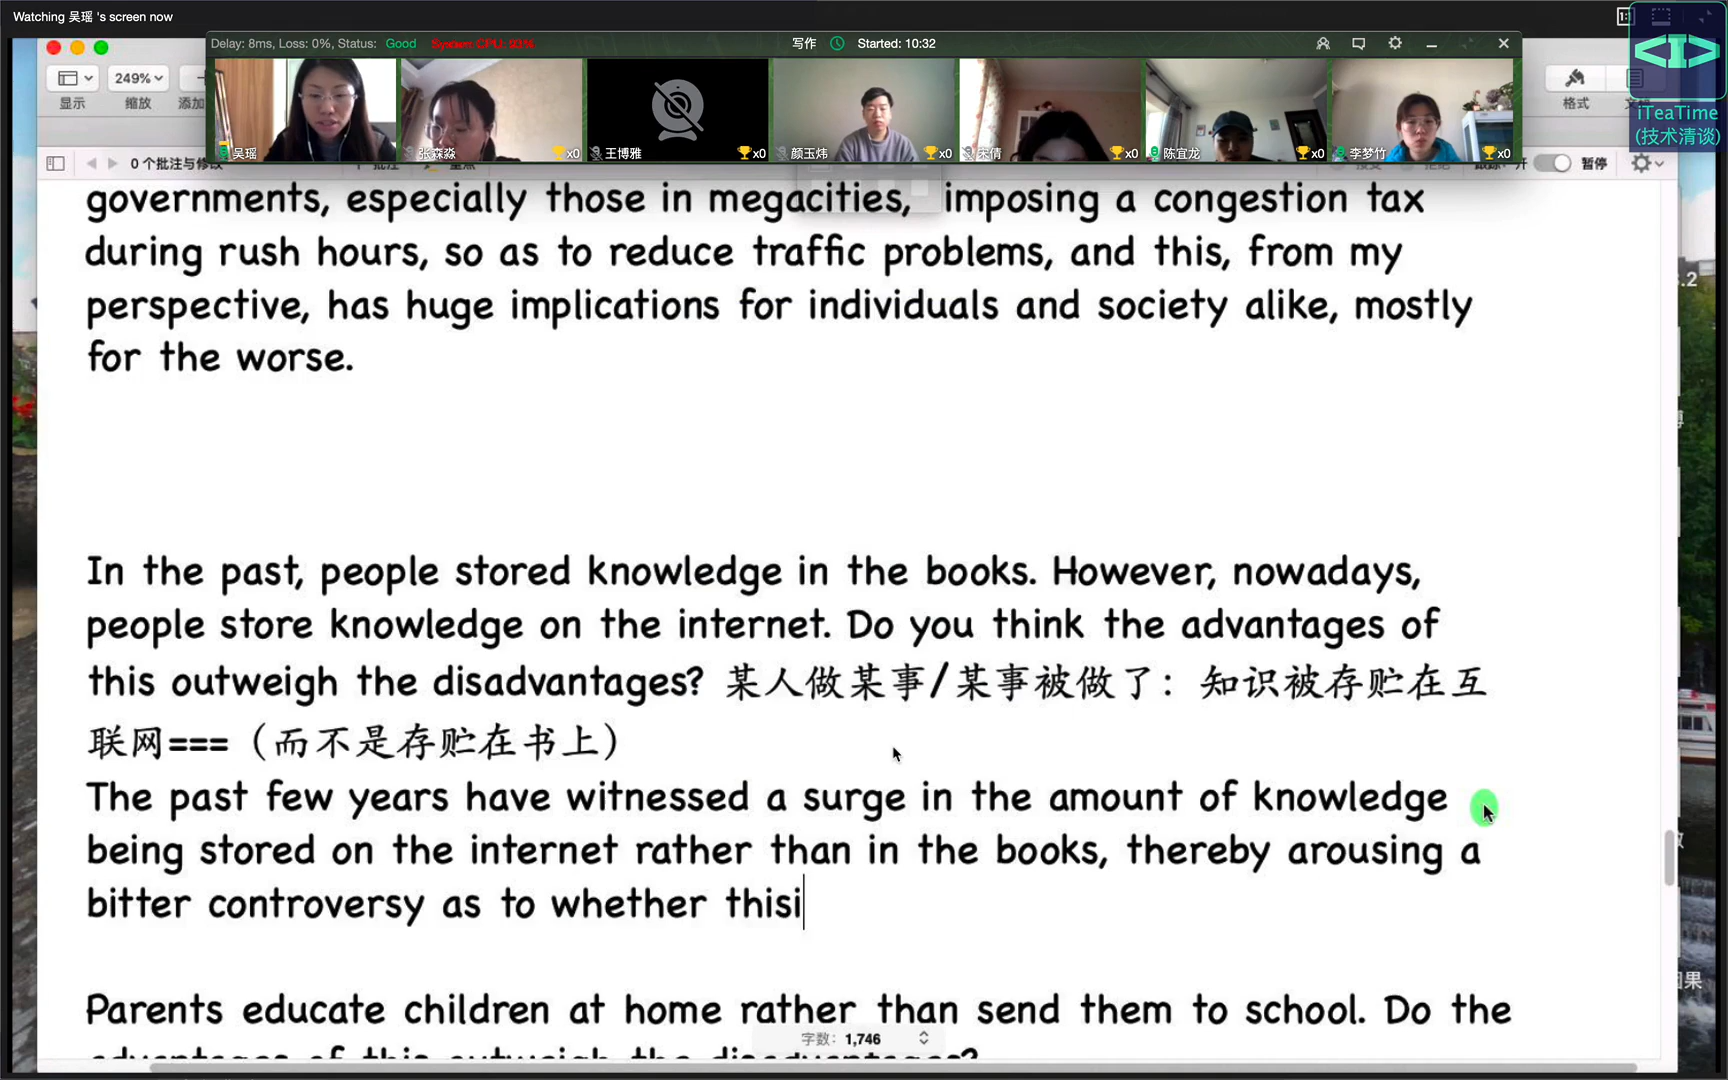 Watching 吴瑶 's screen now
Delay: 8ms, Loss: 0%, Status: Good System CPU: 93% 写作 Started: 10:32
249%
显示 缩放 添加 格式
吴瑶 张森淼 x0 王博雅 x0 颜玉炜 x0 x0 陈宜龙 x0 李梦竹 x0
iTeaTime
(技术清谈)
0 个批注与修改 暂停
governments, especially those in megacities, imposing a congestion tax
during rush hours, so as to reduce traffic problems, and this, from my
perspective, has huge implications for individuals and society alike, mostly
for the worse.
In the past, people stored knowledge in the books. However, nowadays,
people store knowledge on the internet. Do you think the advantages of
this outweigh the disadvantages? 某人做某事/某事被做了：知识被存贮在互
联网===（而不是存贮在书上）
The past few years have witnessed a surge in the amount of knowledge
being stored on the internet rather than in the books, thereby arousing a
bitter controversy as to whether thisi
Parents educate children at home rather than send them to school. Do the
advantages of this outweigh the disadvantages?
字数： 1,746